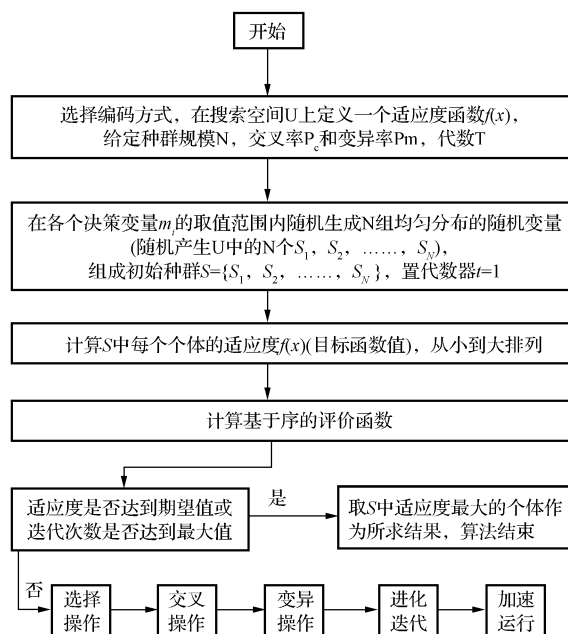 开始
选择编码方式，在搜索空间U上定义一个适应度函数f(x)，
给定种群规模N，交叉率Pc和变异率Pm，代数T
在各个决策变量mi的取值范围内随机生成N组均匀分布的随机变量
(随机产生U中的N个S1，S2，……，SN)，
组成初始种群S={S1，S2，……，SN}，置代数器t=1
计算S中每个个体的适应度f(x)(目标函数值)，从小到大排列
计算基于序的评价函数
适应度是否达到期望值或
迭代次数是否达到最大值
是
取S中适应度最大的个体作
为所求结果，算法结束
否
选择
操作
交叉
操作
变异
操作
进化
迭代
加速
运行